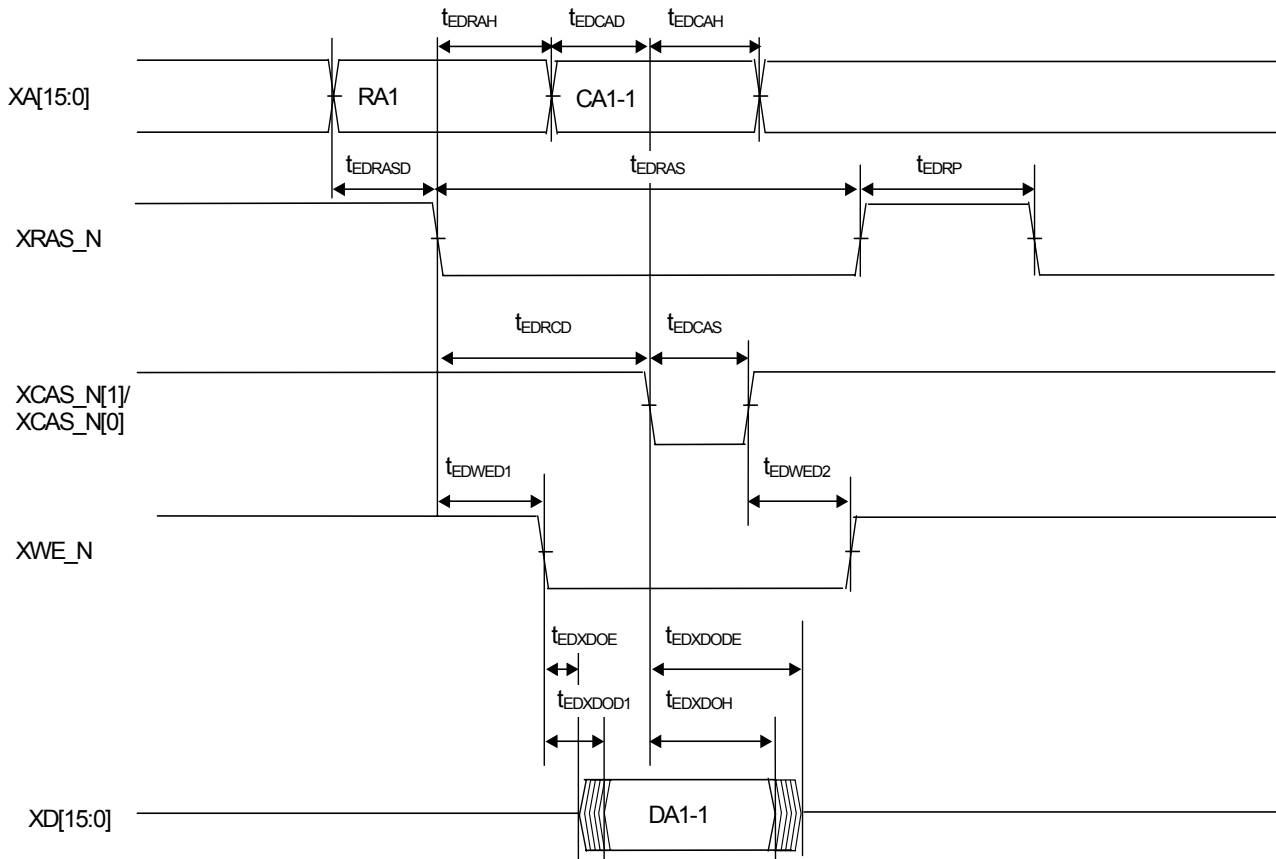 tEDRAH tEDCAD tEDCAH
XA[15:0] RA1 CA1-1
tEDRASD tEDRAS tEDRP
XRAS_N
tEDRCD tEDCAS
XCAS_N[1]/
XCAS_N[0]
tEDWED1 tEDWED2
XWE_N
tEDXDOE tEDXDODE
tEDXDOD1 tEDXDOH
XD[15:0] DA1-1